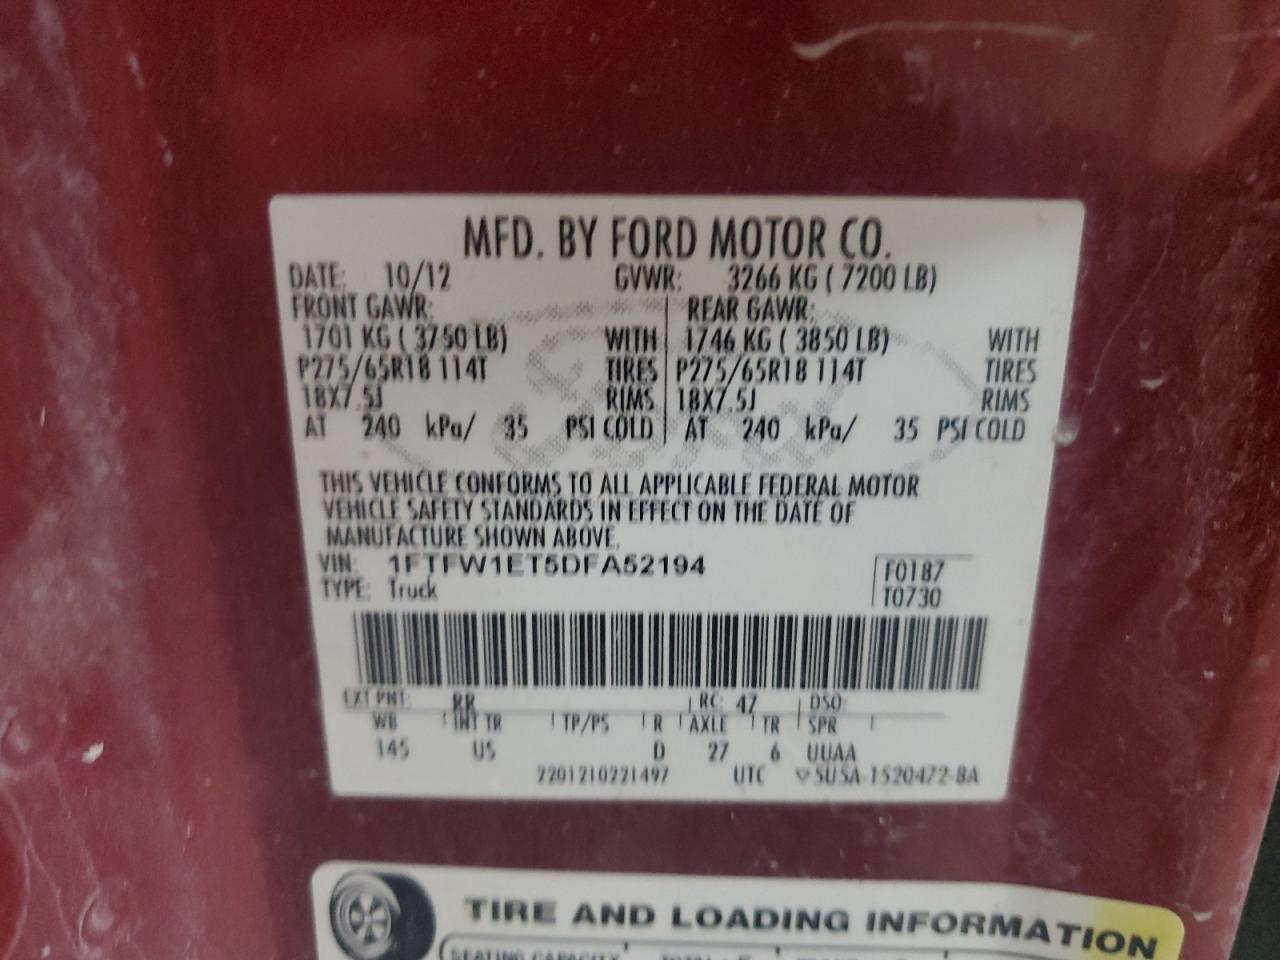 MFD. BY FORD MOTOR CO.
DATE: 10/12 GVWR: 3266 KG ( 7200 LB)
FRONT GAWR: REAR GAWR:
1701 KG ( 3750 LB) WITH 1746 KG ( 3850 LB) WITH
P275/65R18 114T TIRES P275/65R18 114T TIRES
18X7.5J RIMS 18X7.5J RIMS
AT 240 kPa/ 35 PSI COLD AT 240 kPa/ 35 PSI COLD
THIS VEHICLE CONFORMS TO ALL APPLICABLE FEDERAL MOTOR
VEHICLE SAFETY STANDARDS IN EFFECT ON THE DATE OF
MANUFACTURE SHOWN ABOVE.
VIN: 1FTFW1ET5DFA52194 F0187
TYPE: Truck T0730
EXT PNT: RR RC: 47 DSO:
WB INT TR TP/PS R AXLE TR SPR
145 US D 27 6 UUAA
2201210221497 UTC ▽5U5A-1520472-BA
TIRE AND LOADING INFORMATION
SEATING CAPACITY